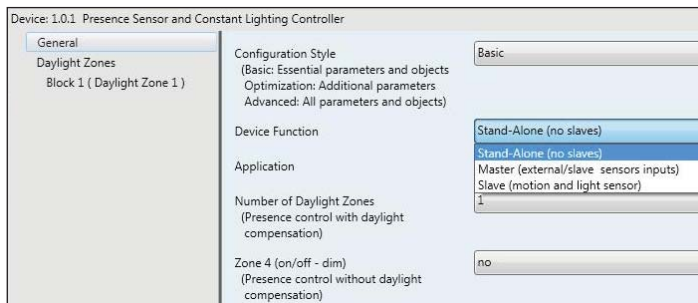 Device: 1.0.1 Presence Sensor and Constant Lighting Controller
General
Daylight Zones
Block 1 ( Daylight Zone 1 )
Configuration Style
(Basic: Essential parameters and objects
Optimization: Additional parameters
Advanced: All parameters and objects)
Basic
Device Function
Stand-Alone (no slaves)
Stand-Alone (no slaves)
Master (external/slave sensors inputs)
Slave (motion and light sensor)
Application
Number of Daylight Zones
(Presence control with daylight
compensation)
1
Zone 4 (on/off - dim)
(Presence control without daylight
compensation)
no